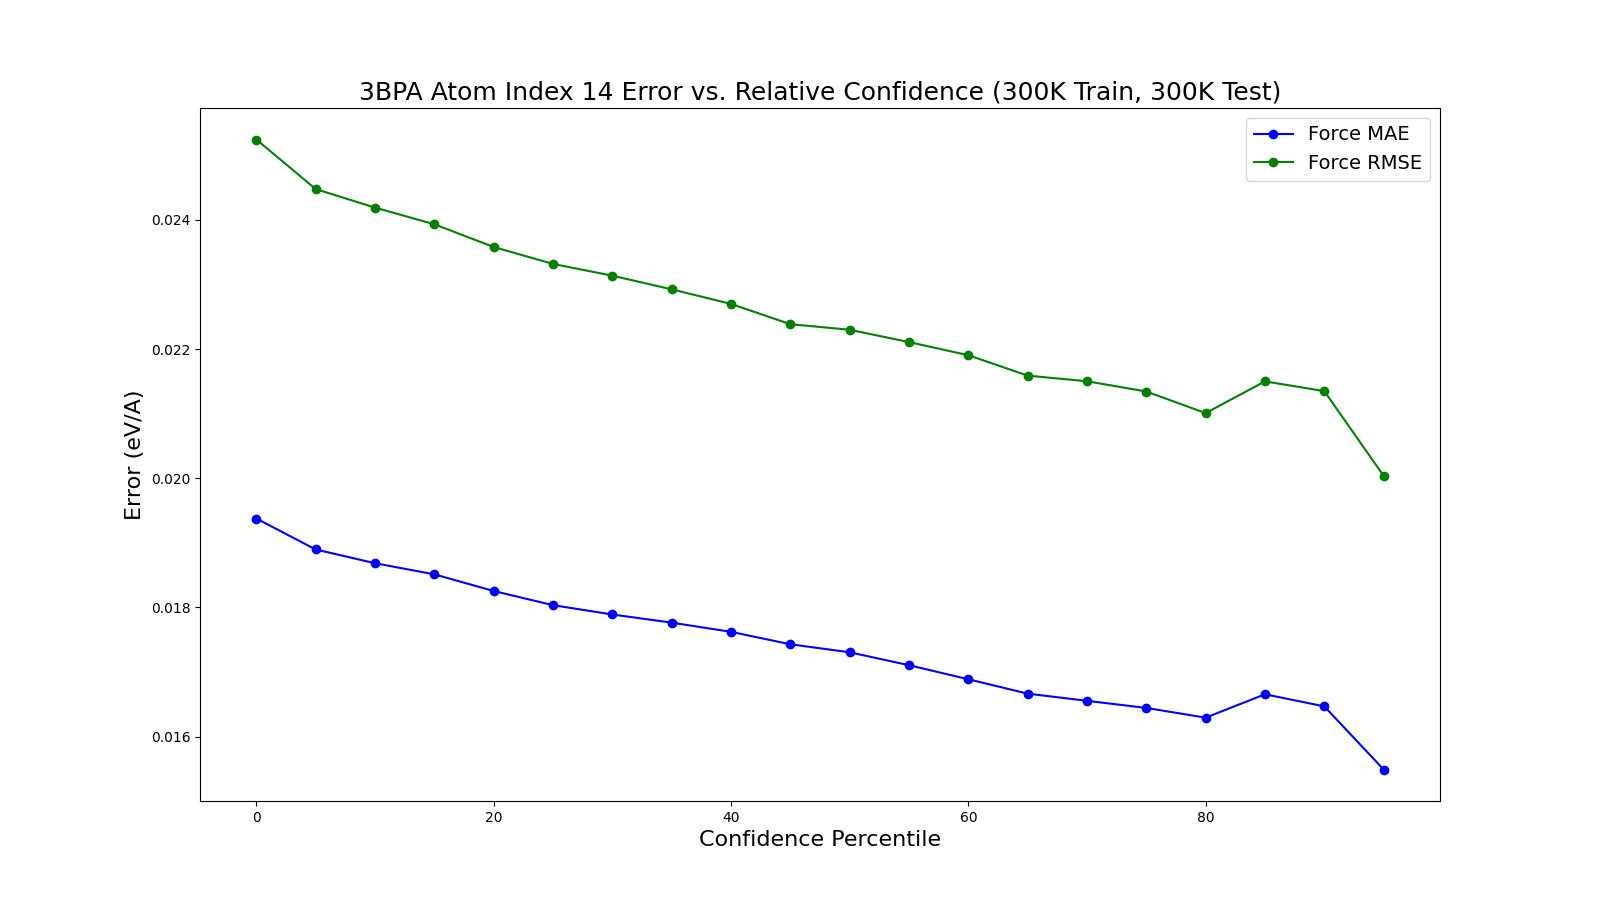 3BPA Atom Index 14 Error vs. Relative Confidence (300K Train, 300K Test)
Force MAE
Force RMSE
Error (eV/A)
0.024
0.022
0.020
0.018
0.016
0 20 40 60 80
Confidence Percentile